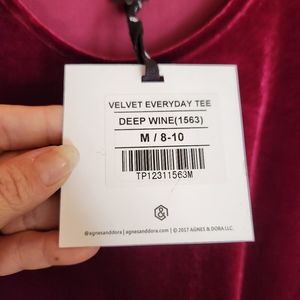 VELVET EVERYDAY TEE
DEEP WINE(1563)
M / 8-10
TP12311563M
&
@agnesanddora | agnesanddora.com | © 2017 AGNES & DORA LLC.